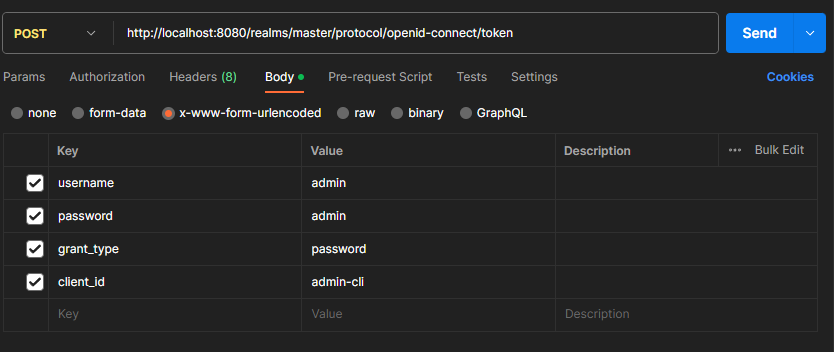 POST http://localhost:8080/realms/master/protocol/openid-connect/token Send
Params Authorization Headers (8) Body Pre-request Script Tests Settings Cookies
none form-data x-www-form-urlencoded raw binary GraphQL
Key Value Description ••• Bulk Edit
username admin
password admin
grant_type password
client_id admin-cli
Key Value Description